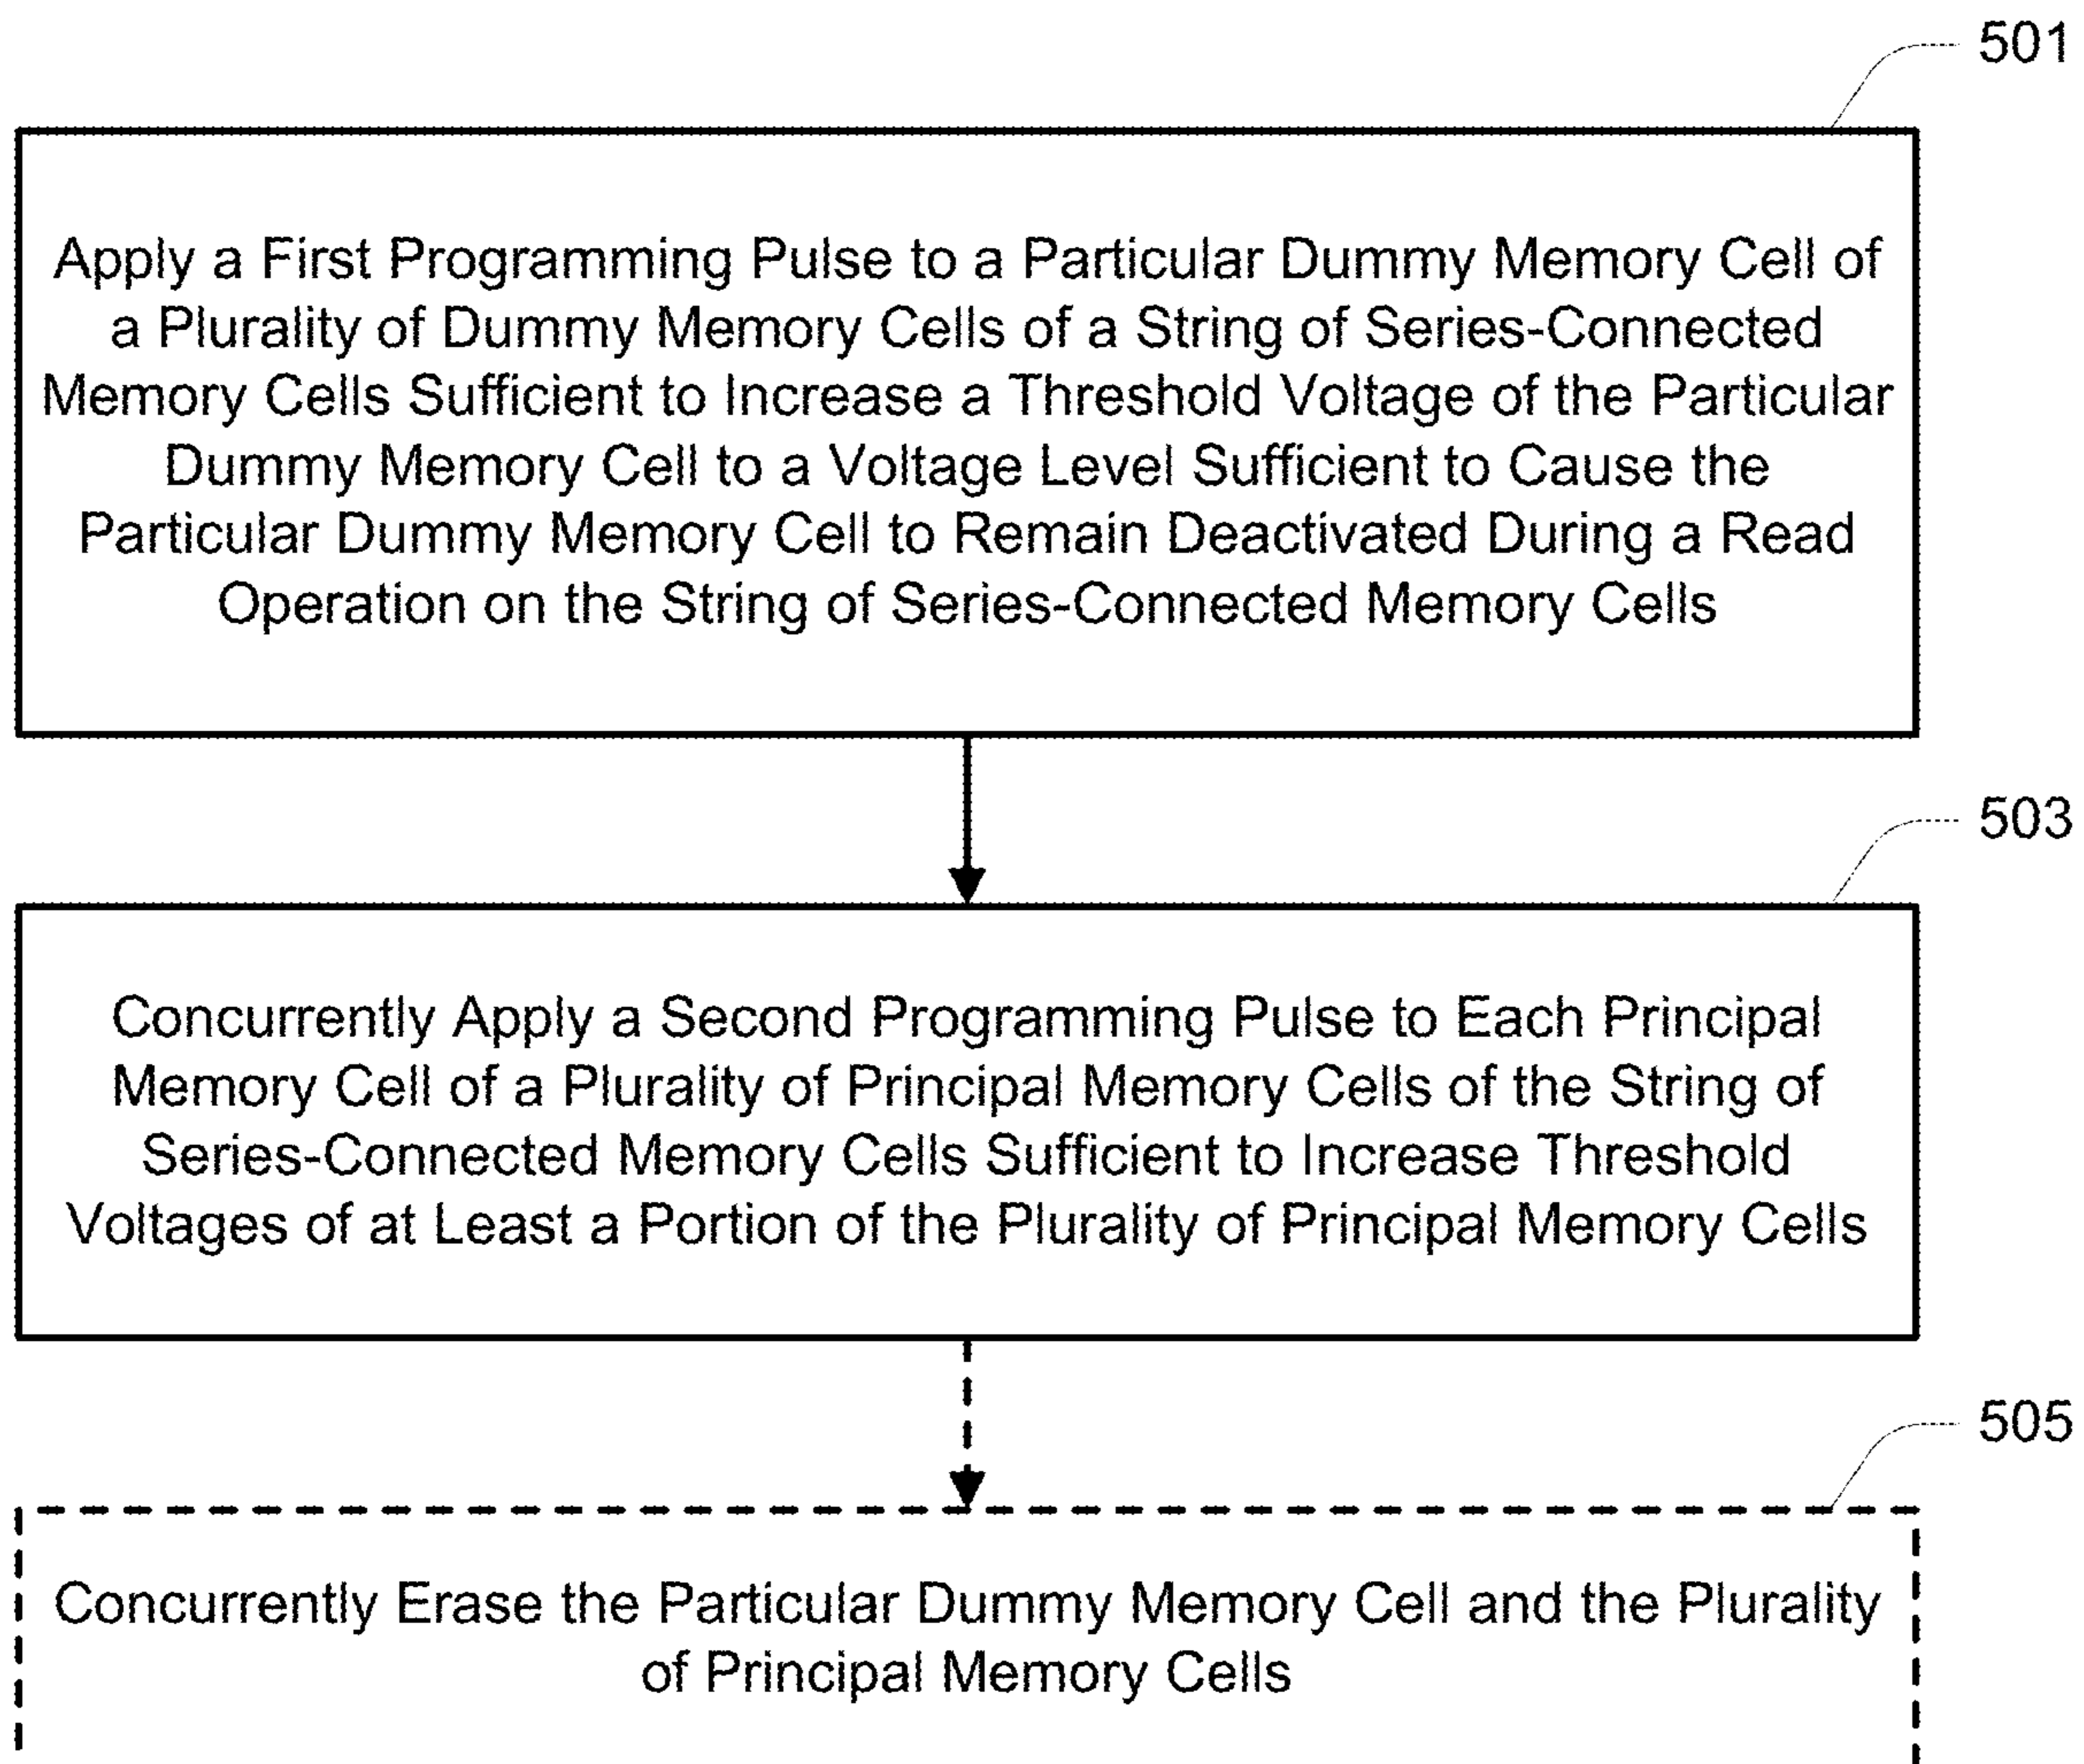 501
Apply a First Programming Pulse to a Particular Dummy Memory Cell of
a Plurality of Dummy Memory Cells of a String of Series-Connected
Memory Cells Sufficient to Increase a Threshold Voltage of the Particular
Dummy Memory Cell to a Voltage Level Sufficient to Cause the
Particular Dummy Memory Cell to Remain Deactivated During a Read
Operation on the String of Series-Connected Memory Cells
503
Concurrently Apply a Second Programming Pulse to Each Principal
Memory Cell of a Plurality of Principal Memory Cells of the String of
Series-Connected Memory Cells Sufficient to Increase Threshold
Voltages of at Least a Portion of the Plurality of Principal Memory Cells
505
Concurrently Erase the Particular Dummy Memory Cell and the Plurality
of Principal Memory Cells